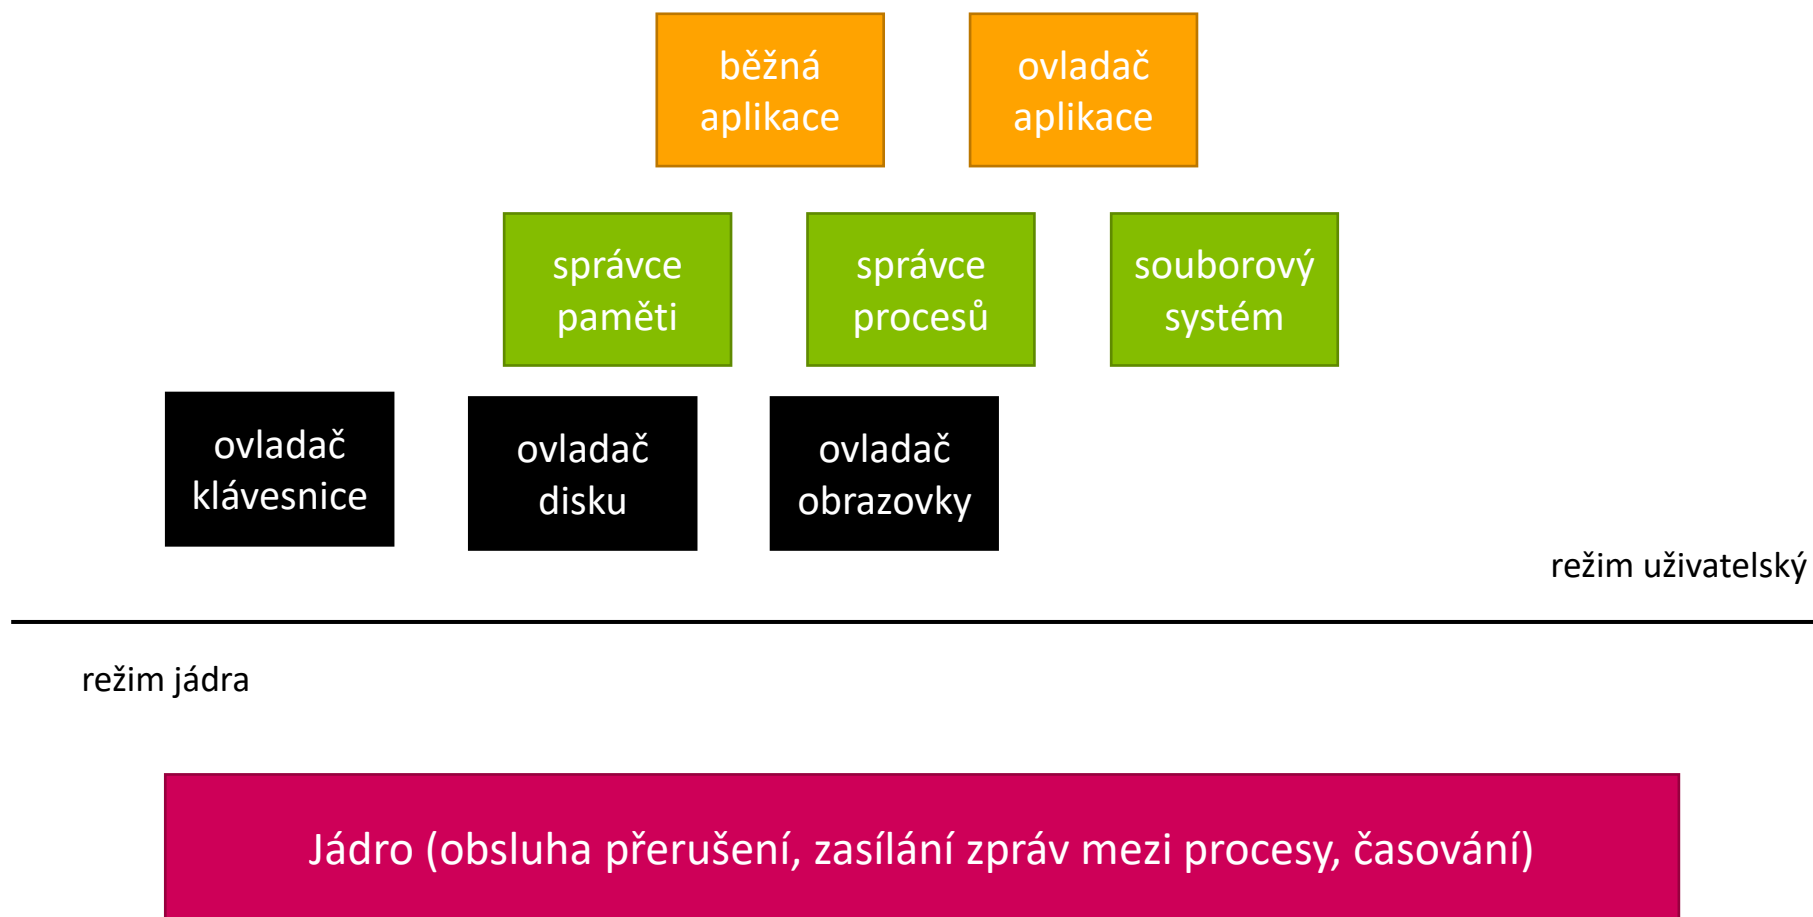 běžná
aplikace
ovladač
aplikace
správce
paměti
správce
procesů
souborový
systém
ovladač
klávesnice
ovladač
disku
ovladač
obrazovky
režim uživatelský
režim jádra
Jádro (obsluha přerušení, zasílání zpráv mezi procesy, časování)